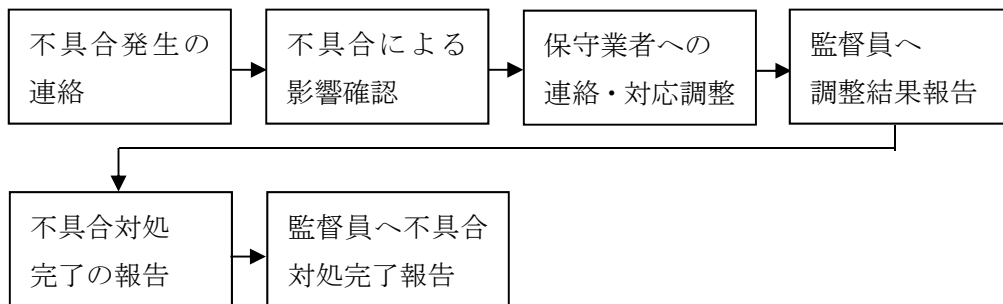 不具合発生の
連絡
不具合による
影響確認
保守業者への
連絡・対応調整
監督員へ
調整結果報告
不具合対処
完了の報告
監督員へ不具合
対処完了報告